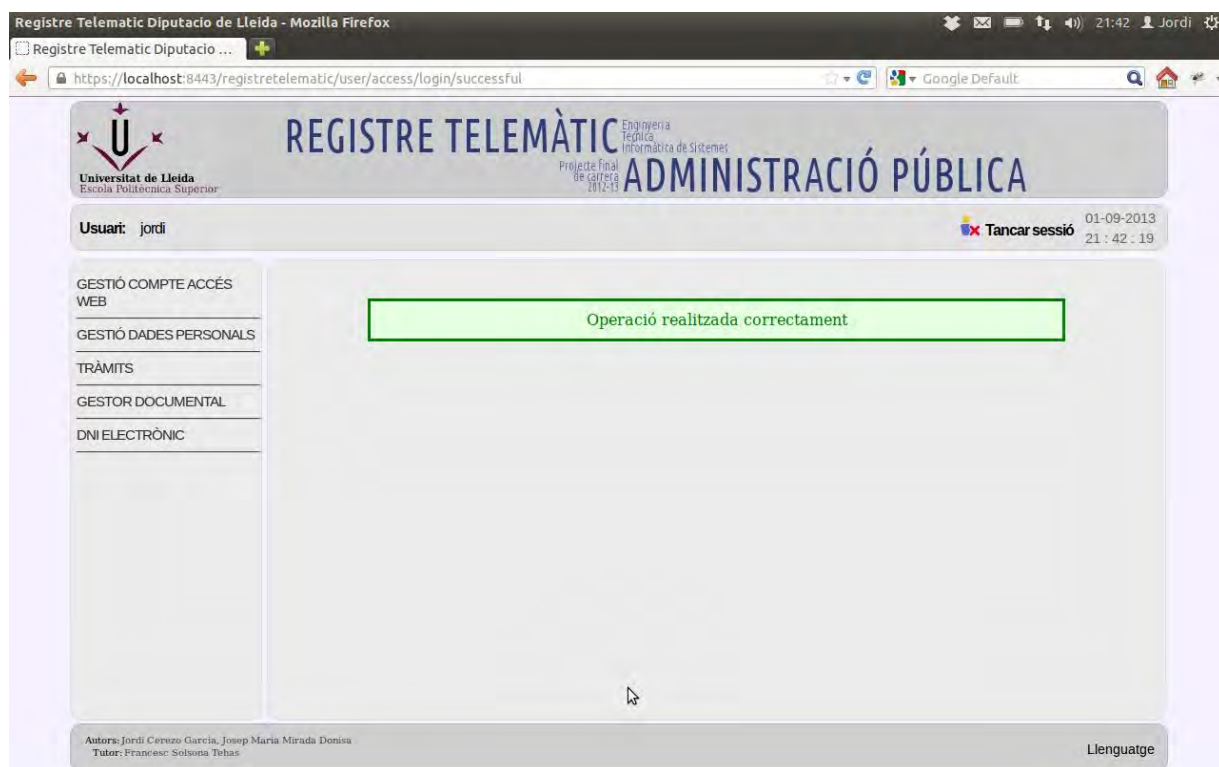 Registre Telematic Diputacio de Lleida - Mozilla Firefox
21:42 Jordi
Registre Telematic Diputacio ...
https://localhost:8443/registretelematic/user/access/login/successful
Google Default
Universitat de Lleida
Escola Politècnica Superior
REGISTRE TELEMÀTIC
Enginyeria
Tècnica
Informàtica de Sistemes
Projecte final
de carrera
2012-13
ADMINISTRACIÓ PÚBLICA
Usuari: jordi
Tancar sessió
01-09-2013
21 : 42 : 19
GESTIÓ COMPTE ACCÉS
WEB
GESTIÓ DADES PERSONALS
TRÀMITS
GESTOR DOCUMENTAL
DNI ELECTRÒNIC
Operació realitzada correctament
Autors: Jordi Cerezo Garcia, Josep Maria Mirada Donisa
Tutor: Francesc Solsona Tehas
Llenguatge